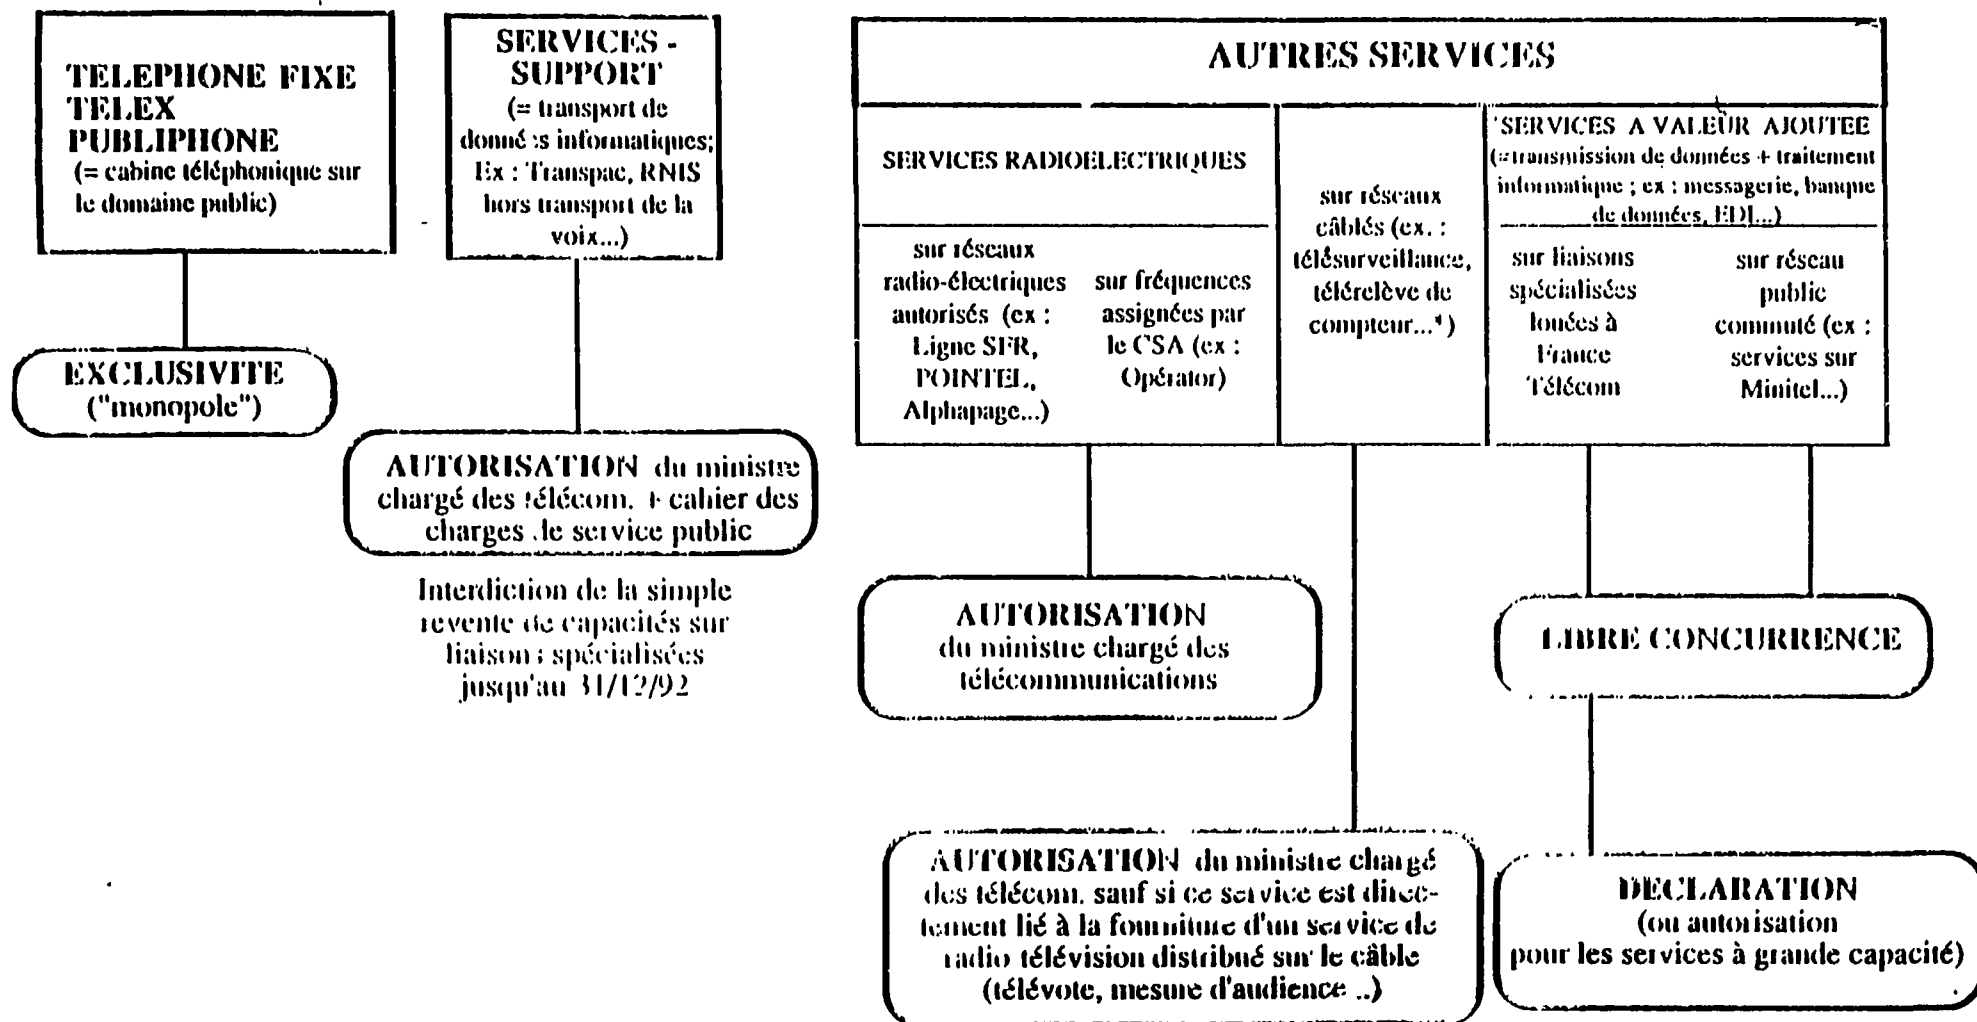 TELEPHONE FIXE
TELEX
PUBLIPHONE
(= cabine téléphonique sur
le domaine public)
EXCLUSIVITE
("monopole")
SERVICES -
SUPPORT
(= transport de
données informatiques;
Ex : Transpac, RNIS
hors transport de la
voix...)
AUTORISATION du ministre
chargé des télécom. + cahier des
charges de service public
Interdiction de la simple
revente de capacités sur
liaisons spécialisées
jusqu'au 31/12/92
AUTRES SERVICES
SERVICES RADIOELECTRIQUES
sur réseaux
radio-électriques
autorisés (ex :
Ligne SFR,
POINTEL,
Alphapage...)
sur fréquences
assignées par
le CSA (ex :
Opérator)
AUTORISATION
du ministre chargé des
télécommunications
sur réseaux
câblés (ex. :
télésurveillance,
télérelève de
compteur...*)
AUTORISATION du ministre chargé
des télécom. sauf si ce service est direc-
tement lié à la fourniture d'un service de
radio télévision distribué sur le câble
(télévote, mesure d'audience ..)
SERVICES A VALEUR AJOUTEE
(=transmission de données + traitement
informatique ; ex : messagerie, banque
de données, EDI...)
sur liaisons
spécialisées
louées à
France
Télécom
sur réseau
public
commuté (ex :
services sur
Minitel...)
LIBRE CONCURRENCE
DECLARATION
(ou autorisation
pour les services à grande capacité)